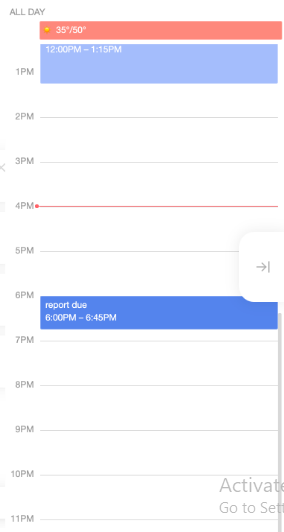 ALL DAY
35°/50°
12:00PM – 1:15PM
1PM
2PM
3PM
4PM
5PM
6PM
report due
6:00PM – 6:45PM
7PM
8PM
9PM
10PM
Activate
Go to Sett
11PM